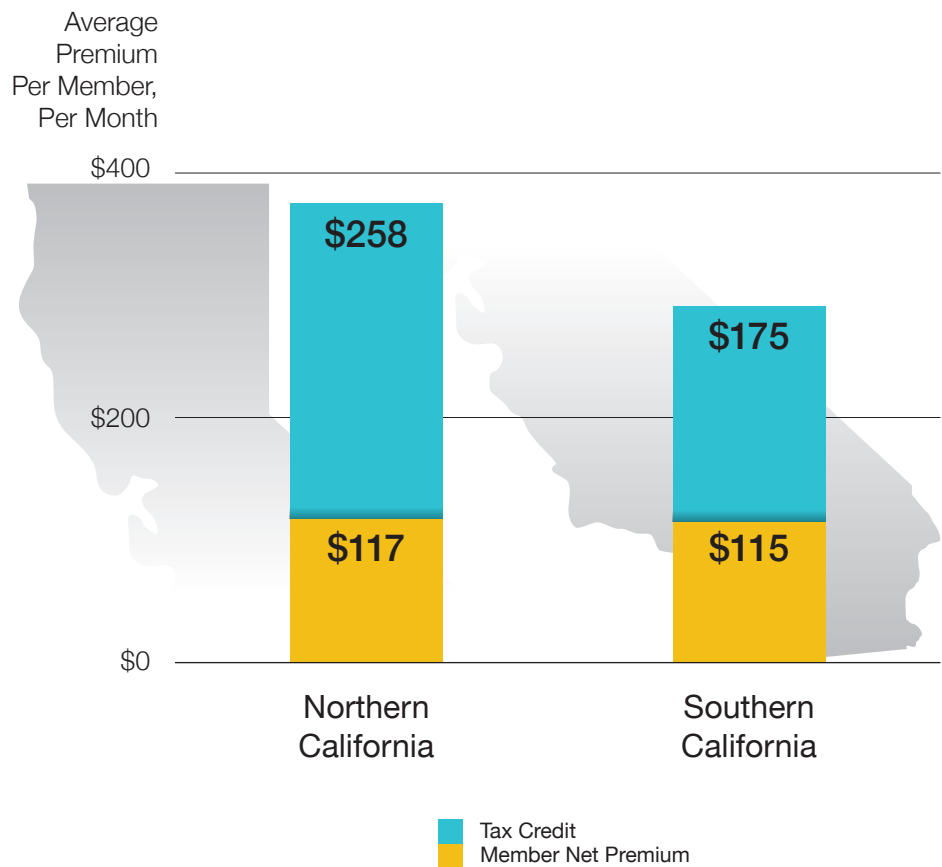 Average
Premium
Per Member,
Per Month
$400
$258
$175
$200
$117
$115
$0
Northern
California
Southern
California
Tax Credit
Member Net Premium